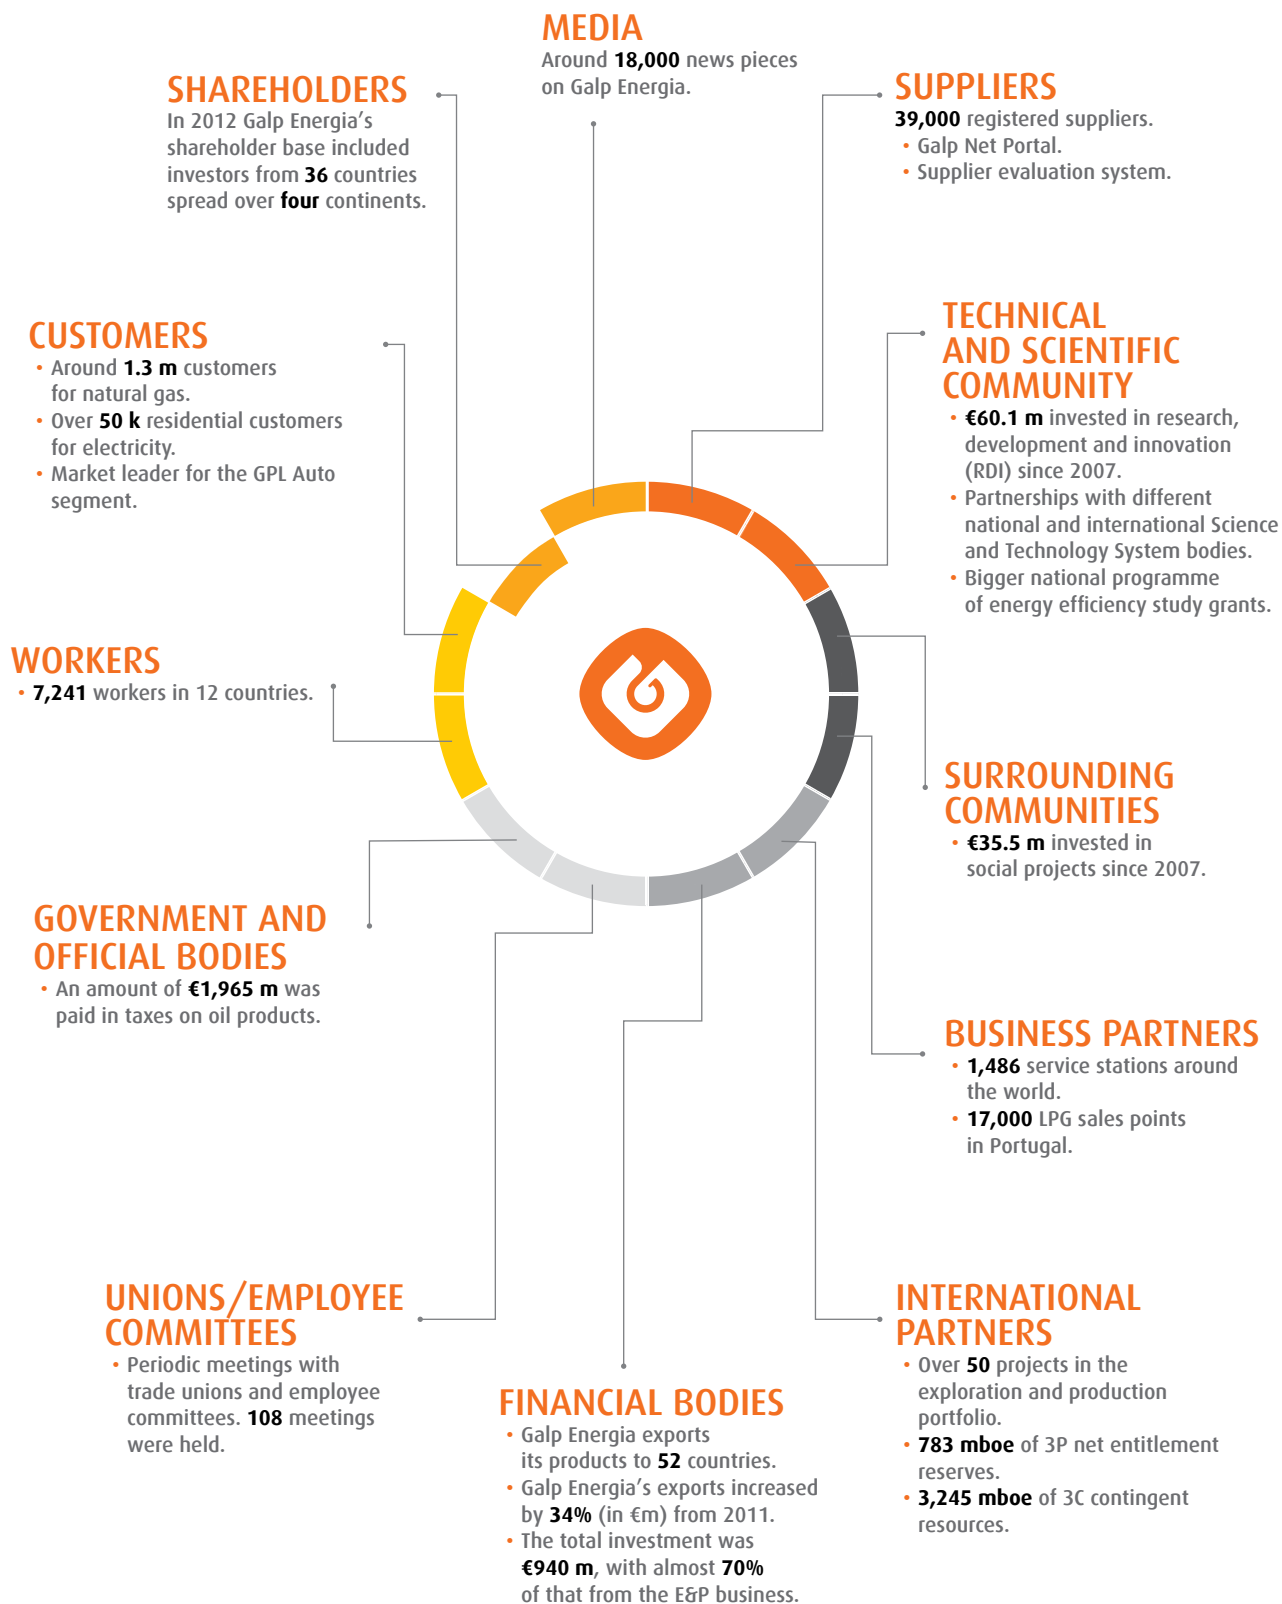 MEDIA
Around 18,000 news pieces
on Galp Energia.
SHAREHOLDERS
In 2012 Galp Energia’s
shareholder base included
investors from 36 countries
spread over four continents.
SUPPLIERS
39,000 registered suppliers.
• Galp Net Portal.
• Supplier evaluation system.
CUSTOMERS
• Around 1.3 m customers
for natural gas.
• Over 50 k residential customers
for electricity.
• Market leader for the GPL Auto
segment.
TECHNICAL
AND SCIENTIFIC
COMMUNITY
• €60.1 m invested in research,
development and innovation
(RDI) since 2007.
• Partnerships with different
national and international Science
and Technology System bodies.
• Bigger national programme
of energy efficiency study grants.
WORKERS
• 7,241 workers in 12 countries.
SURROUNDING
COMMUNITIES
• €35.5 m invested in
social projects since 2007.
GOVERNMENT AND
OFFICIAL BODIES
• An amount of €1,965 m was
paid in taxes on oil products.
BUSINESS PARTNERS
• 1,486 service stations around
the world.
• 17,000 LPG sales points
in Portugal.
UNIONS/EMPLOYEE
COMMITTEES
• Periodic meetings with
trade unions and employee
committees. 108 meetings
were held.
FINANCIAL BODIES
• Galp Energia exports
its products to 52 countries.
• Galp Energia’s exports increased
by 34% (in €m) from 2011.
• The total investment was
€940 m, with almost 70%
of that from the E&P business.
INTERNATIONAL
PARTNERS
• Over 50 projects in the
exploration and production
portfolio.
• 783 mboe of 3P net entitlement
reserves.
• 3,245 mboe of 3C contingent
resources.